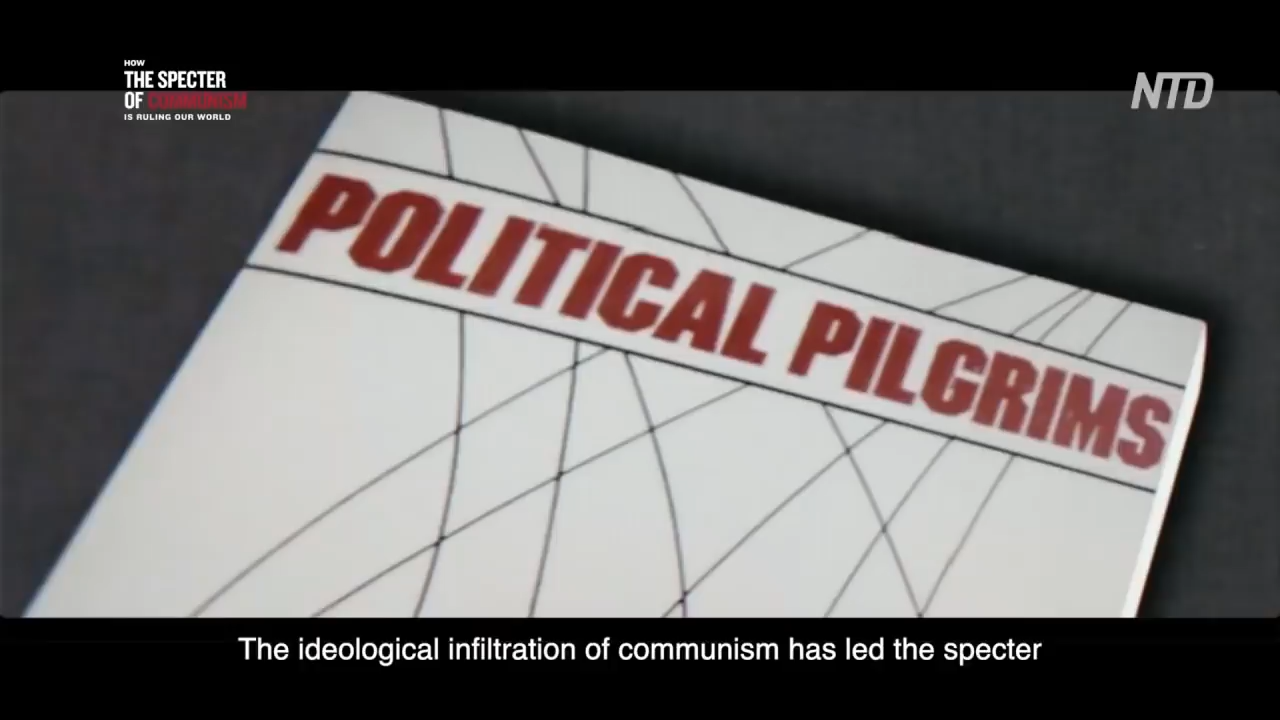 HOW
THE SPECTER
OF COMMUNISM
IS RULING OUR WORLD
NTD
POLITICAL PILGRIMS
The ideological infiltration of communism has led the specter